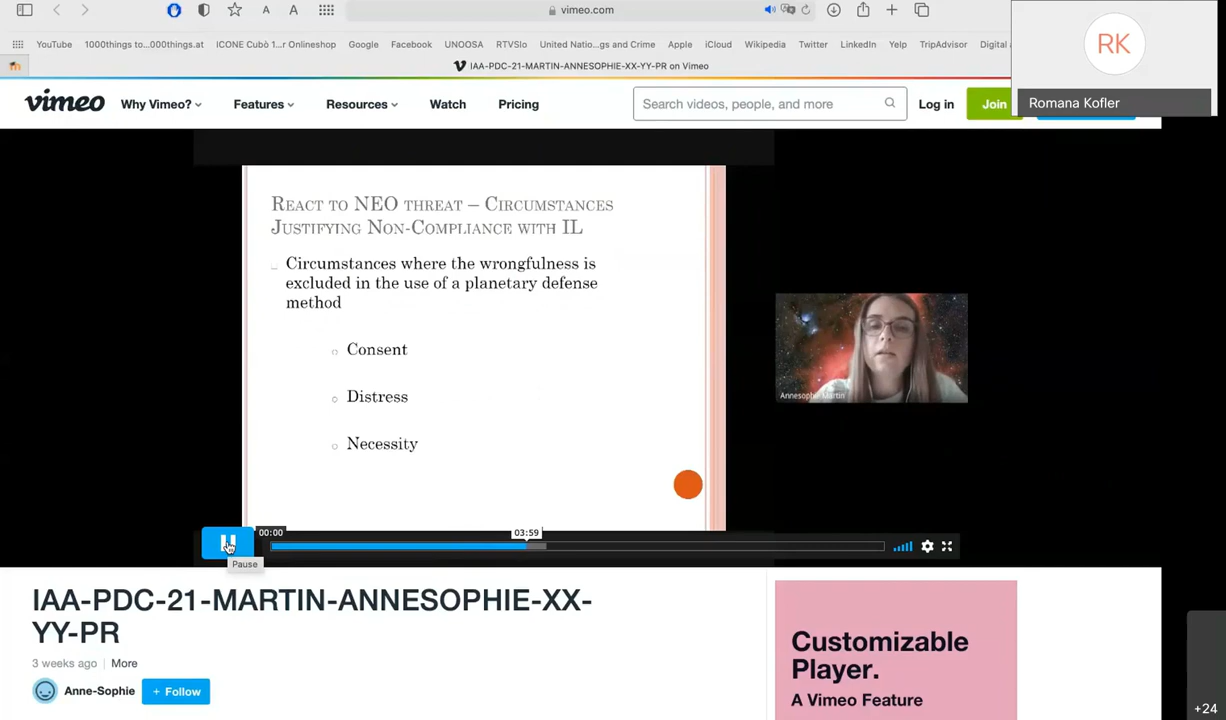 vimeo.com
YouTube 1000things to...000things.at ICONE Cubò 1...r Onlineshop Google Facebook UNOOSA RTVSlo United Natio...gs and Crime Apple iCloud Wikipedia Twitter LinkedIn Yelp TripAdvisor Digital
IAA-PDC-21-MARTIN-ANNESOPHIE-XX-YY-PR on Vimeo
RK
Romana Kofler
vimeo Why Vimeo? Features Resources Watch Pricing Search videos, people, and more Log in Join
REACT TO NEO THREAT – CIRCUMSTANCES
JUSTIFYING NON-COMPLIANCE WITH IL
Circumstances where the wrongfulness is
excluded in the use of a planetary defense
method
Consent
Distress
Necessity
Annesophie Martin
00:00 03:59
Pause
IAA-PDC-21-MARTIN-ANNESOPHIE-XX-
YY-PR
3 weeks ago | More
Anne-Sophie + Follow
Customizable
Player.
A Vimeo Feature
+24